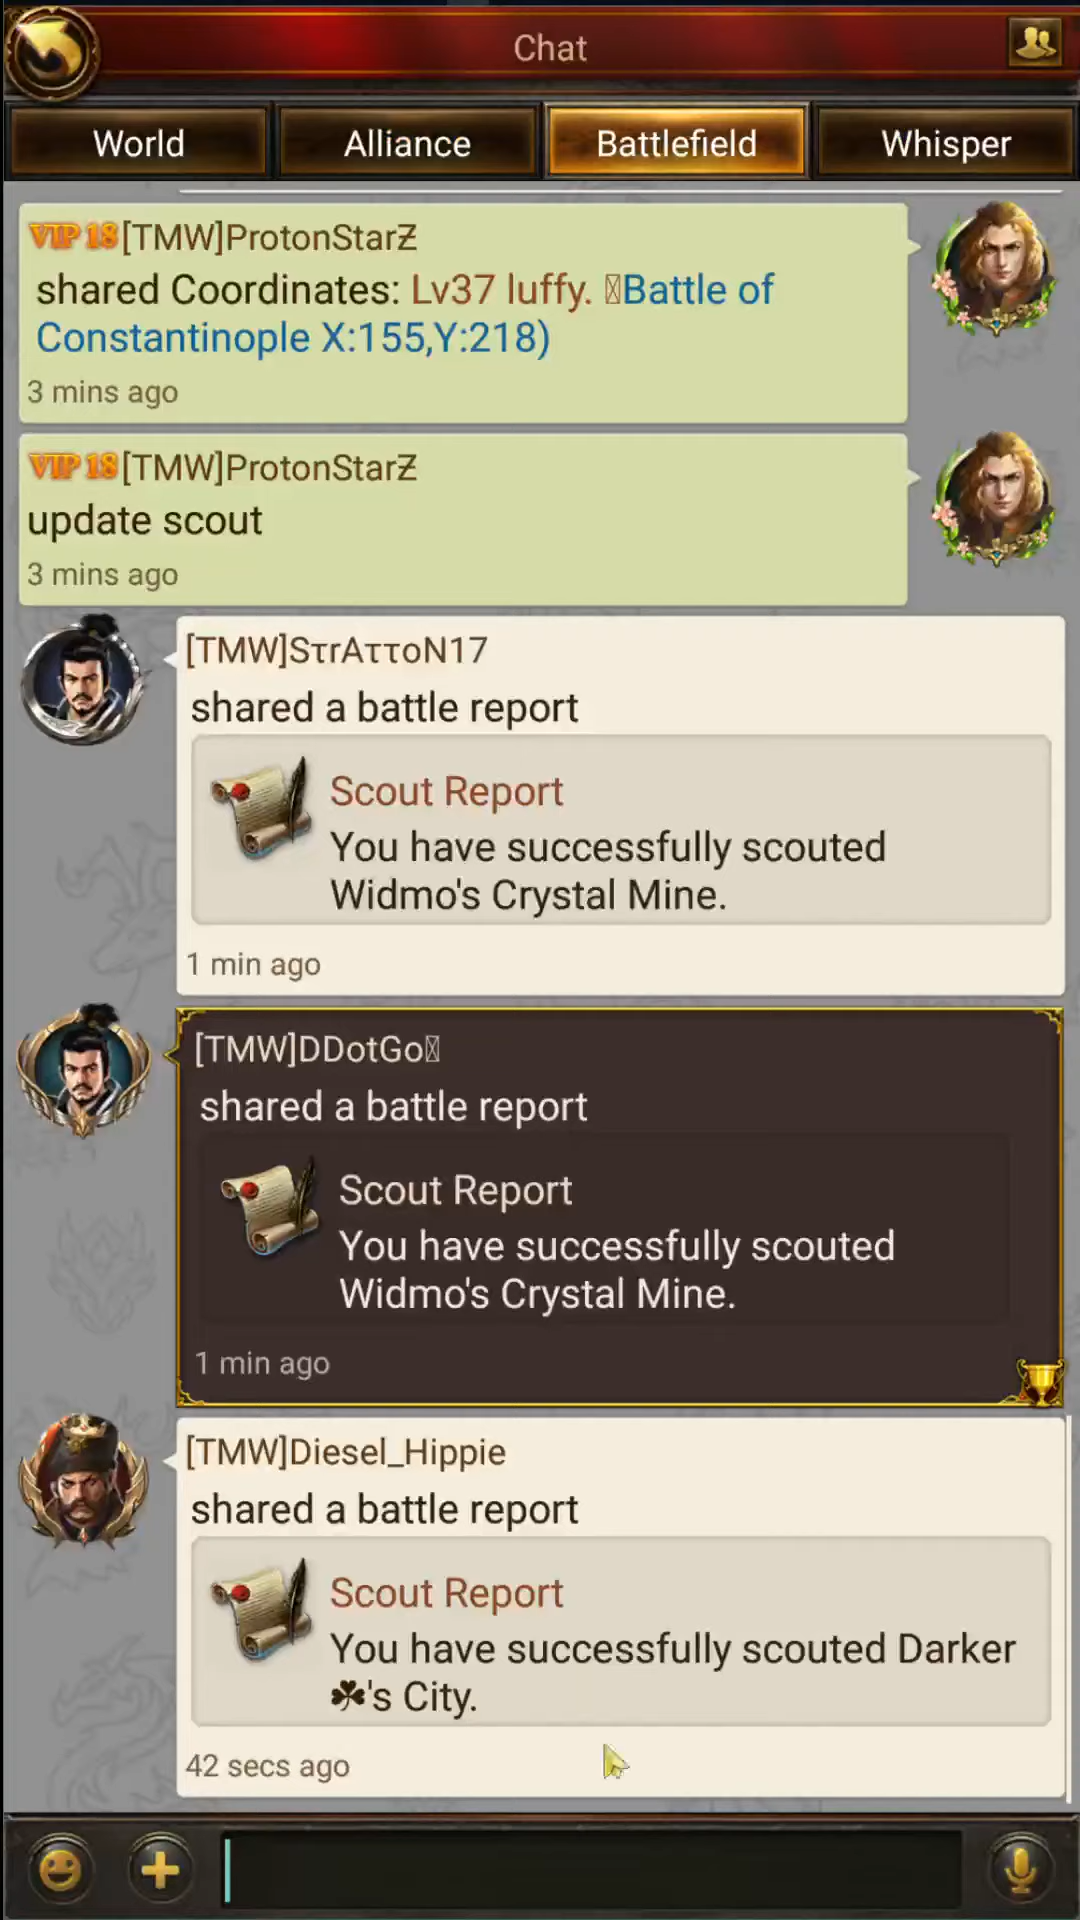 Chat
World
Alliance
Battlefield
Whisper
VIP 18 [TMW]ProtonStarƵ
shared Coordinates: Lv37 luffy. Battle of
Constantinople X:155,Y:218)
3 mins ago
VIP 18 [TMW]ProtonStarƵ
update scout
3 mins ago
[TMW]SτrAττoN17
shared a battle report
Scout Report
You have successfully scouted
Widmo's Crystal Mine.
1 min ago
[TMW]DDotGo
shared a battle report
Scout Report
You have successfully scouted
Widmo's Crystal Mine.
1 min ago
[TMW]Diesel_Hippie
shared a battle report
Scout Report
You have successfully scouted Darker
☘'s City.
42 secs ago